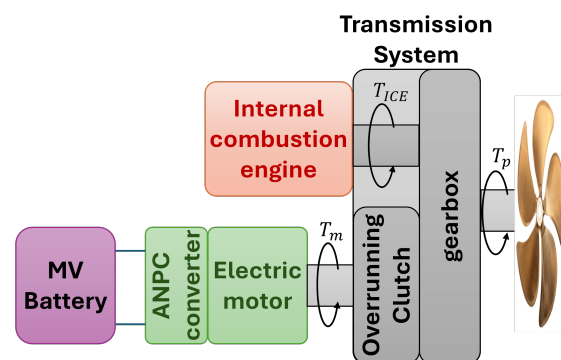 Transmission
System
Internal
combustion
engine
T_ICE
T_p
gearbox
MV
Battery
ANPC
converter
Electric
motor
T_m
Overrunning
Clutch